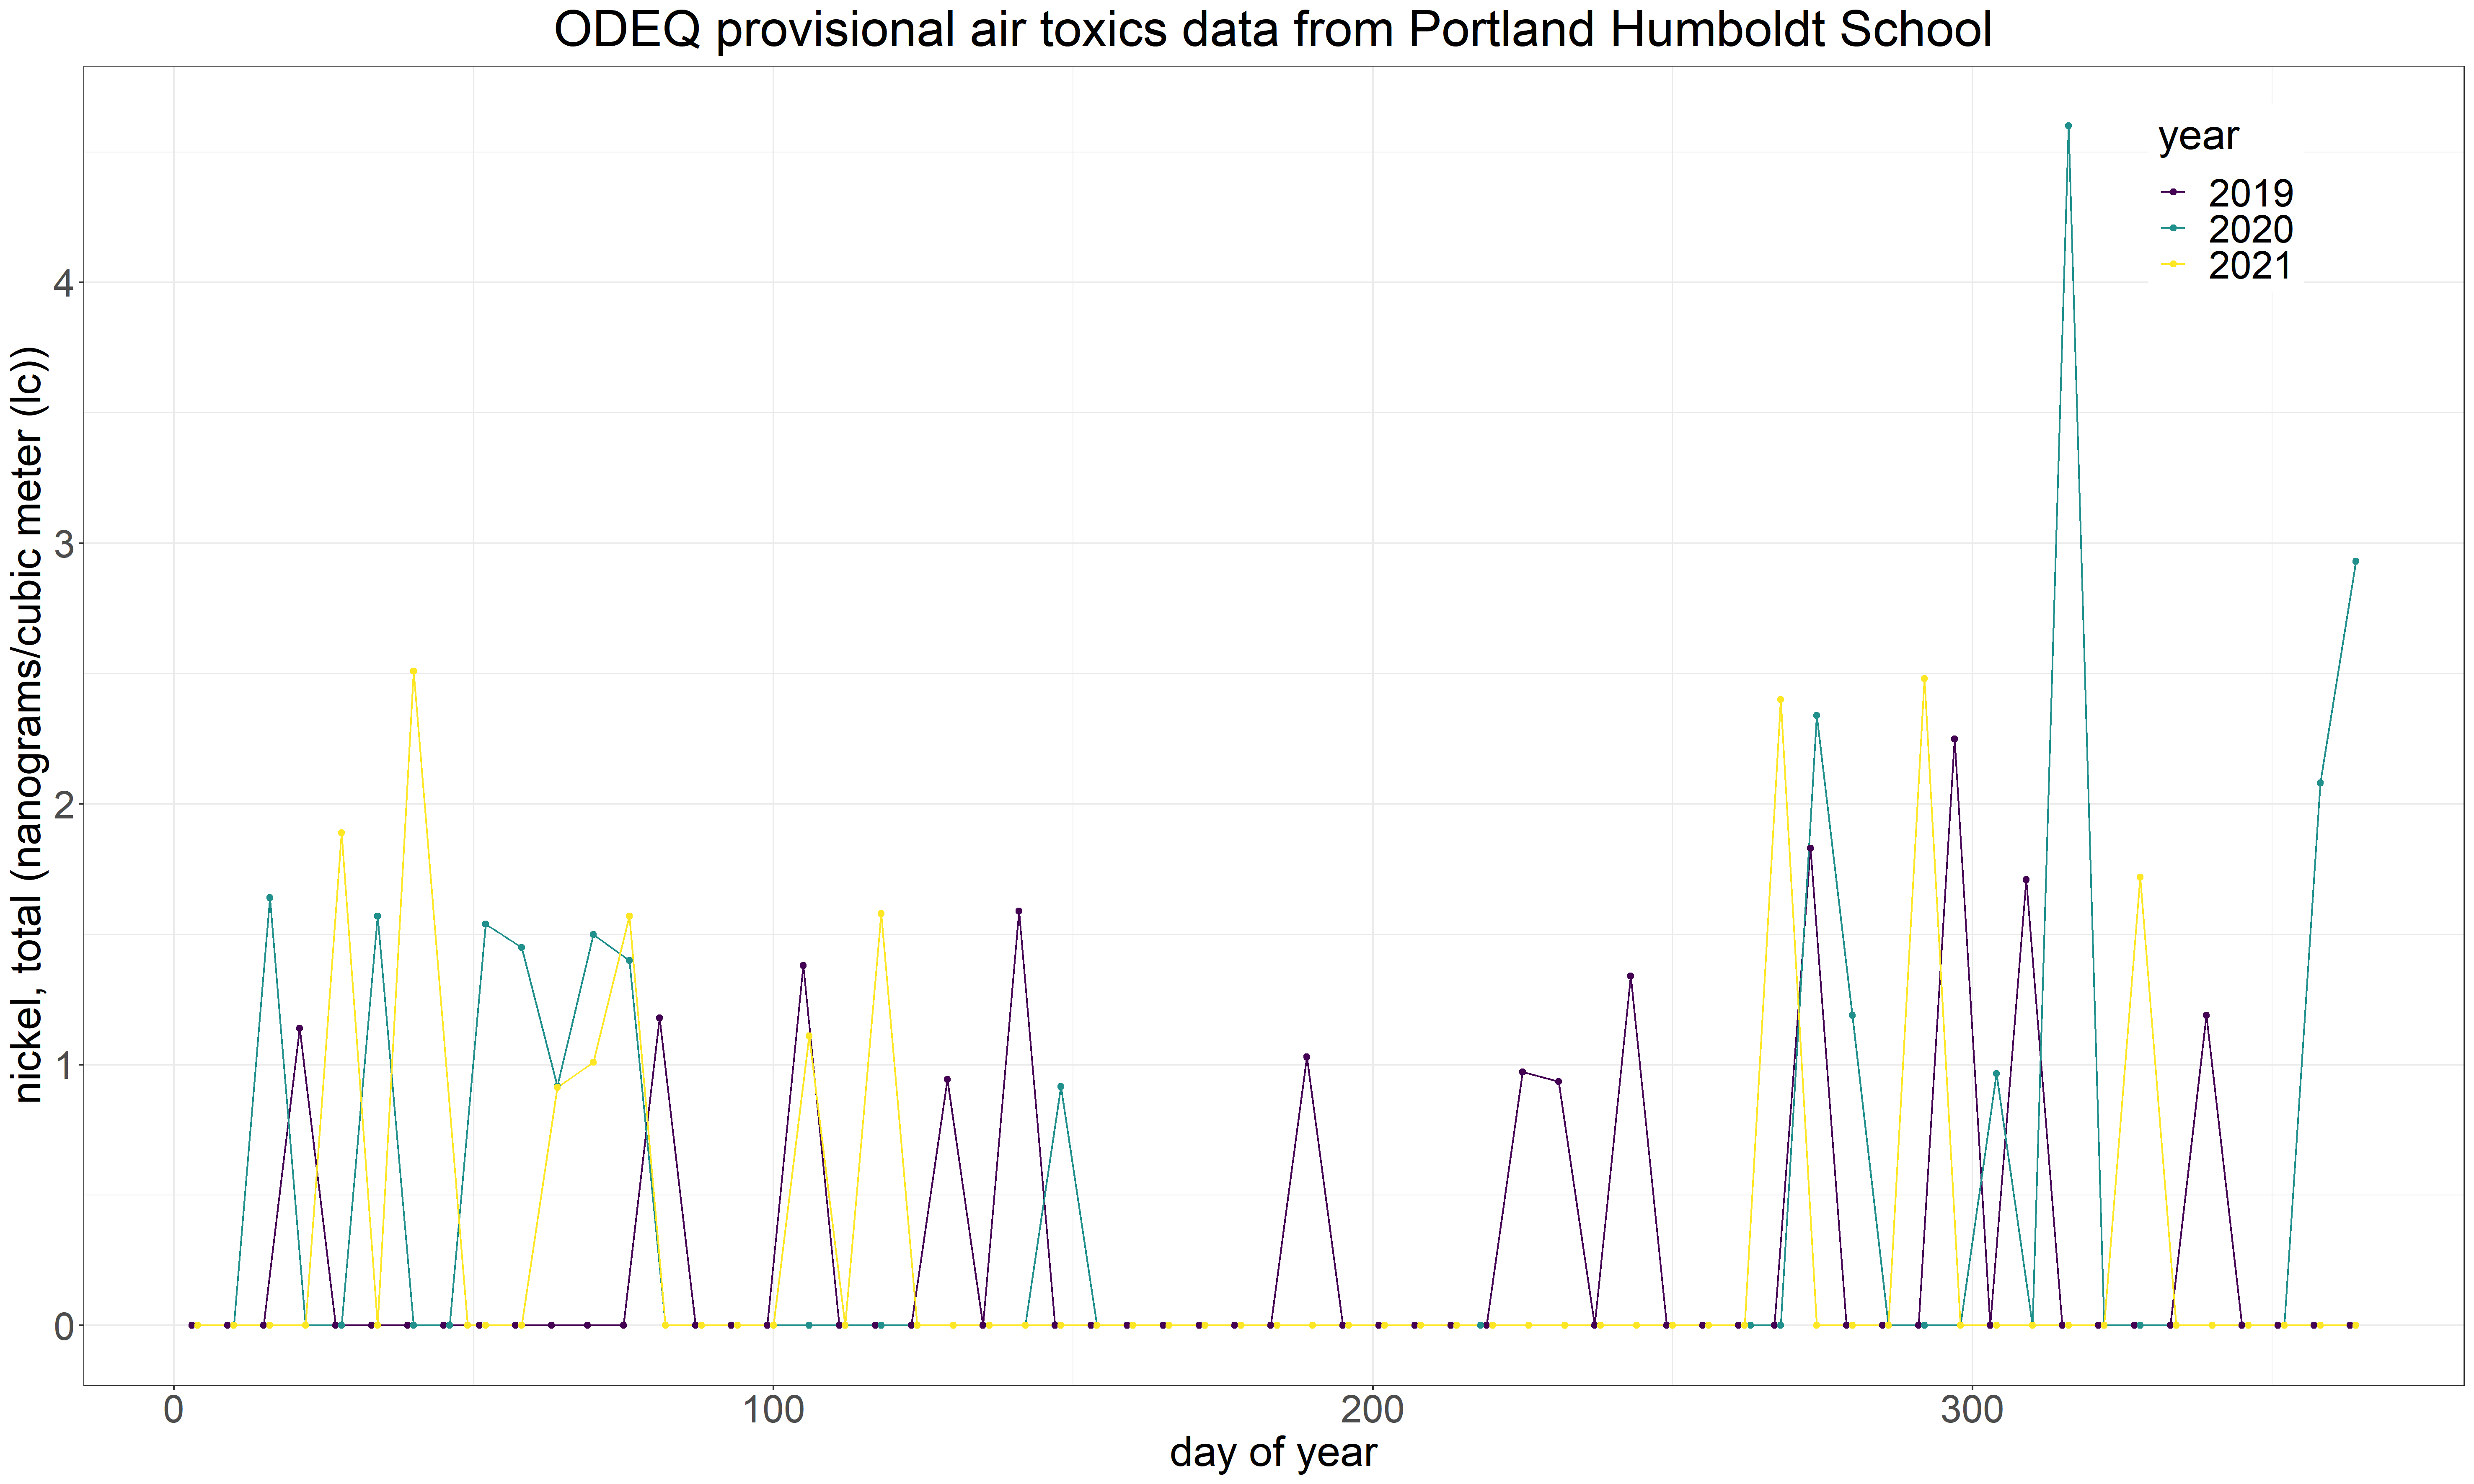 ODEQ provisional air toxics data from Portland Humboldt School
nickel, total (nanograms/cubic meter (lc))
4
3
2
1
0
year
2019
2020
2021
0 100 200 300
day of year